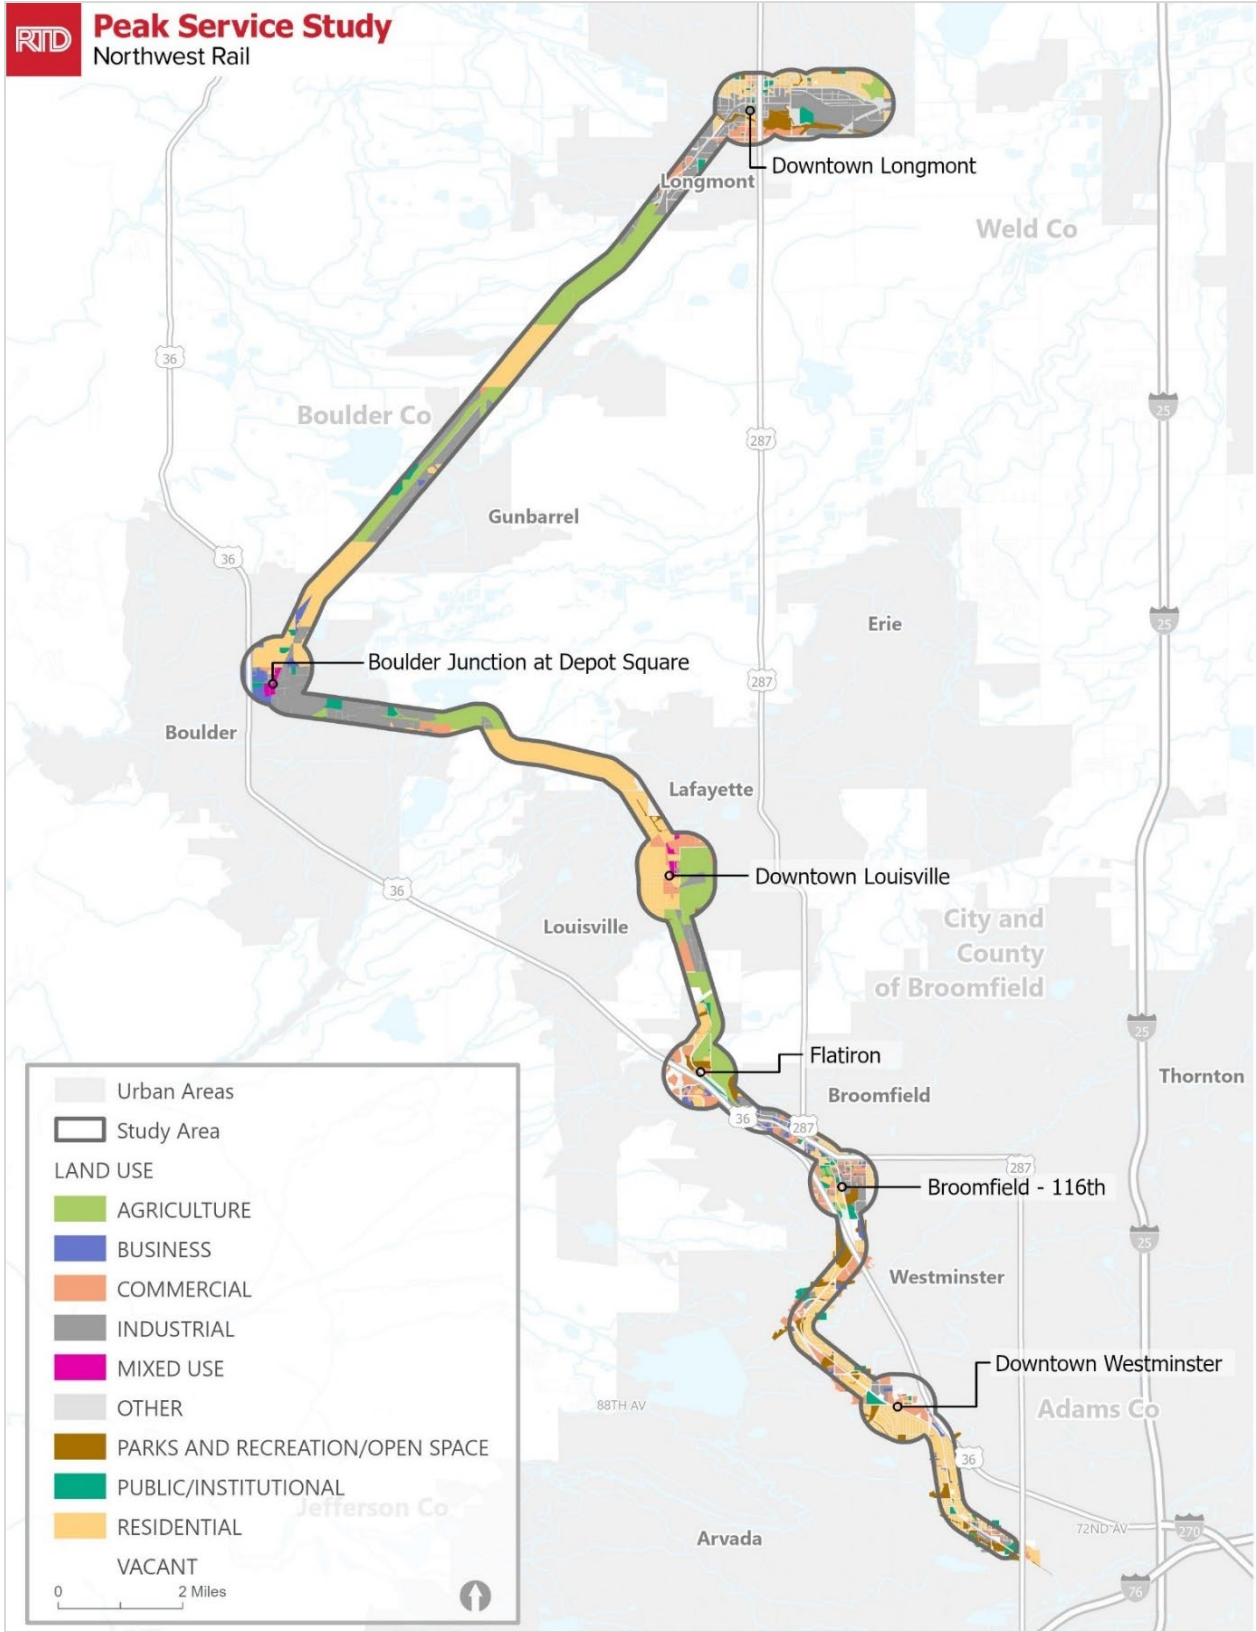 RTD
Peak Service Study
Northwest Rail
Downtown Longmont
Longmont
Weld Co
36
25
Boulder Co
287
Gunbarrel
36
25
Erie
Boulder Junction at Depot Square
287
Boulder
Lafayette
Downtown Louisville
36
Louisville
City and
County
of Broomfield
25
Flatiron
Thornton
Broomfield
36
287
287
Broomfield - 116th
25
Westminster
Downtown Westminster
88TH AV
Adams Co
36
72ND AV
270
Arvada
76
Urban Areas
Study Area
LAND USE
AGRICULTURE
BUSINESS
COMMERCIAL
INDUSTRIAL
MIXED USE
OTHER
PARKS AND RECREATION/OPEN SPACE
PUBLIC/INSTITUTIONAL
Jefferson Co
RESIDENTIAL
VACANT
0 2 Miles